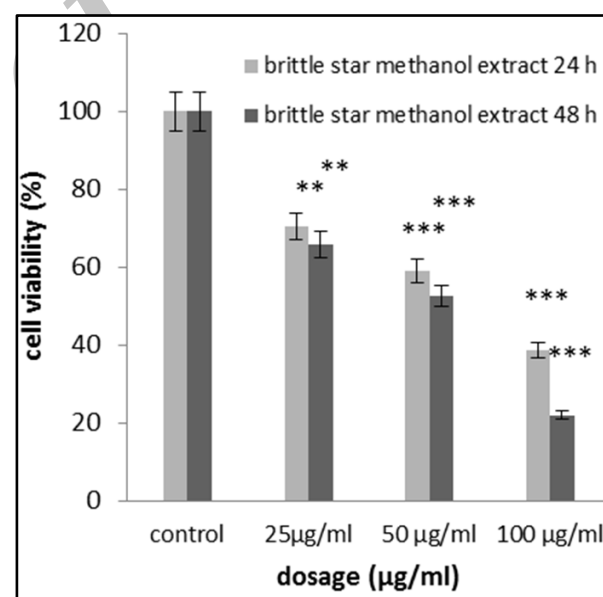 120
100
80
60
40
20
0
cell viability (%)
brittle star methanol extract 24 h
brittle star methanol extract 48 h
**
**
***
***
***
***
control 25µg/ml 50 µg/ml 100 µg/ml
dosage (µg/ml)